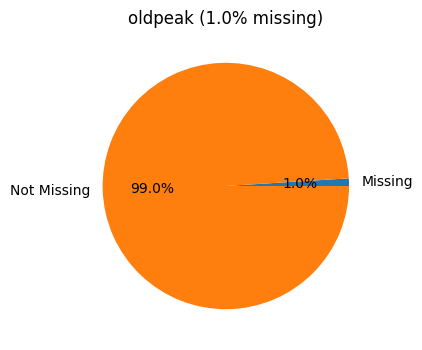 oldpeak (1.0% missing)
1.0%
Missing
Not Missing
99.0%